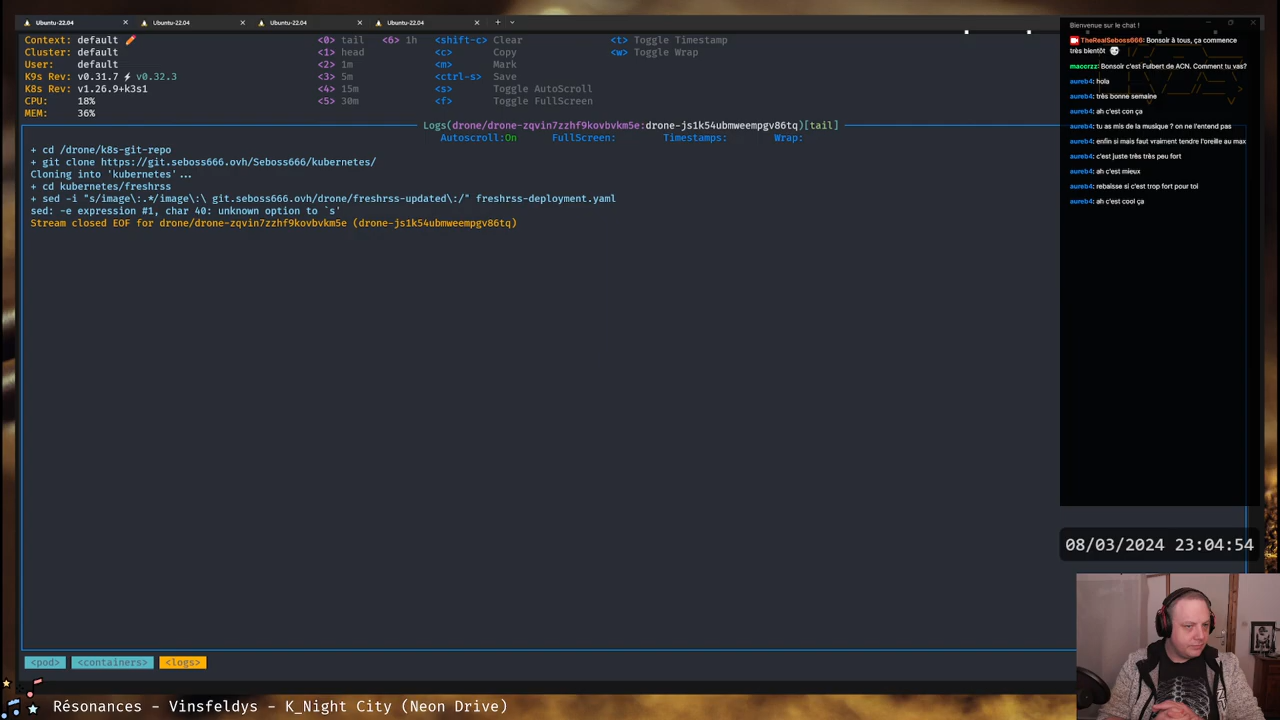 Ubuntu-22.04
Ubuntu-22.04
Ubuntu-22.04
Ubuntu-22.04
Context: default
Cluster: default
User: default
K9s Rev: v0.31.7 ⚡ v0.32.3
K8s Rev: v1.26.9+k3s1
CPU: 18%
MEM: 36%
<0> tail
<1> head
<2> 1m
<3> 5m
<4> 15m
<5> 30m
<6> 1h
<shift-c> Clear
<c> Copy
<m> Mark
<ctrl-s> Save
<s> Toggle AutoScroll
<f> Toggle FullScreen
<t> Toggle Timestamp
<w> Toggle Wrap
Logs(drone/drone-zqvin7zzhf9kovbvkm5e:drone-js1k54ubmweempgv86tq)[tail]
Autoscroll:On FullScreen: Timestamps: Wrap:
+ cd /drone/k8s-git-repo
+ git clone https://git.seboss666.ovh/Seboss666/kubernetes/
Cloning into 'kubernetes'...
+ cd kubernetes/freshrss
+ sed -i "s/image\:.*/image\:\ git.seboss666.ovh/drone/freshrss-updated\:/" freshrss-deployment.yaml
sed: -e expression #1, char 40: unknown option to `s'
Stream closed EOF for drone/drone-zqvin7zzhf9kovbvkm5e (drone-js1k54ubmweempgv86tq)
<pod> <containers> <logs>
Bienvenue sur le chat !
TheRealSeboss666: Bonsoir à tous, ça commence
très bientôt
maccrzz: Bonsoir c'est Fulbert de ACN. Comment tu vas?
aureb4: hola
aureb4: très bonne semaine
aureb4: ah c'est con ça
aureb4: tu as mis de la musique ? on ne l'entend pas
aureb4: enfin si mais faut vraiment tendre l'oreille au max
aureb4: c'est juste très très peu fort
aureb4: ah c'est mieux
aureb4: rebaisse si c'est trop fort pour toi
aureb4: ah c'est cool ça
08/03/2024 23:04:54
Résonances - Vinsfeldys - K_Night City (Neon Drive)